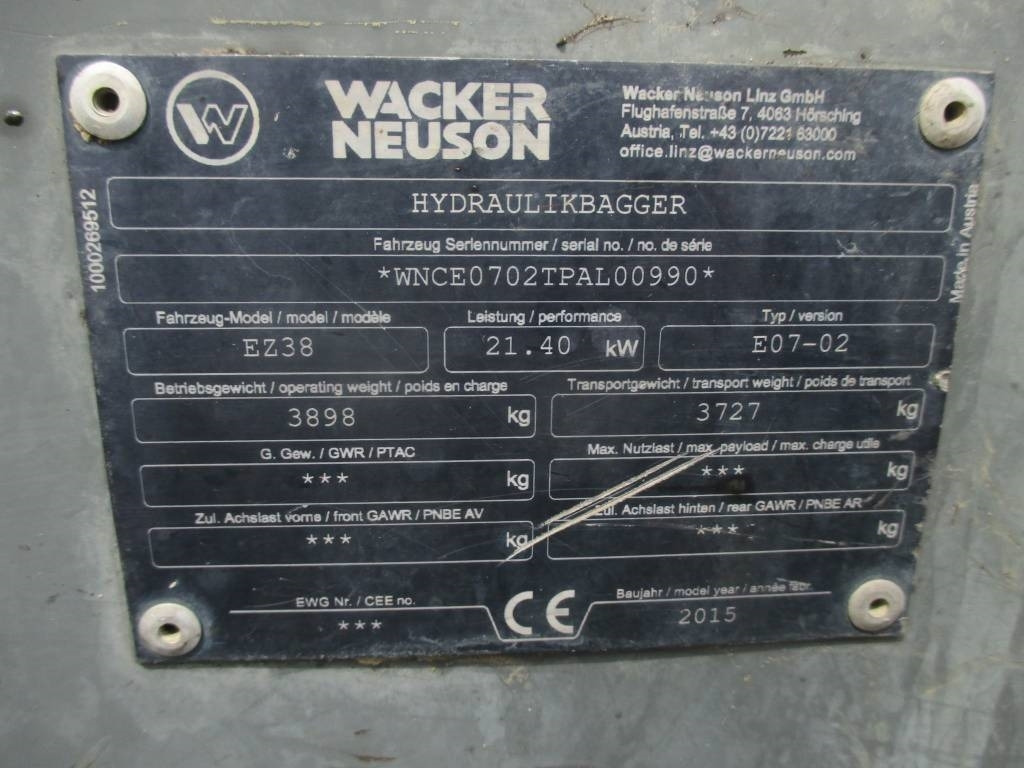 W
WACKER
NEUSON
Wacker Neuson Linz GmbH
Flughafenstraße 7, 4063 Hörsching
Austria, Tel. +43 (0)7221 63000
office.linz@wackerneuson.com
1000269512
Made in Austria
HYDRAULIKBAGGER
Fahrzeug Seriennummer / serial no. / no. de série
*WNCE0702TPAL00990*
Fahrzeug-Model / model / modèle
EZ38
Leistung / performance
21.40 kW
Typ / version
E07-02
Betriebsgewicht / operating weight / poids en charge
3898 kg
Transportgewicht / transport weight / poids de transport
3727 kg
G. Gew. / GWR / PTAC
*** kg
Max. Nutzlast / max. payload / max. charge utile
*** kg
Zul. Achslast vorne / front GAWR / PNBE AV
*** kg
Zul. Achslast hinten / rear GAWR / PNBE AR
*** kg
EWG Nr. / CEE no.
***
CE
Baujahr / model year / année fabr.
2015